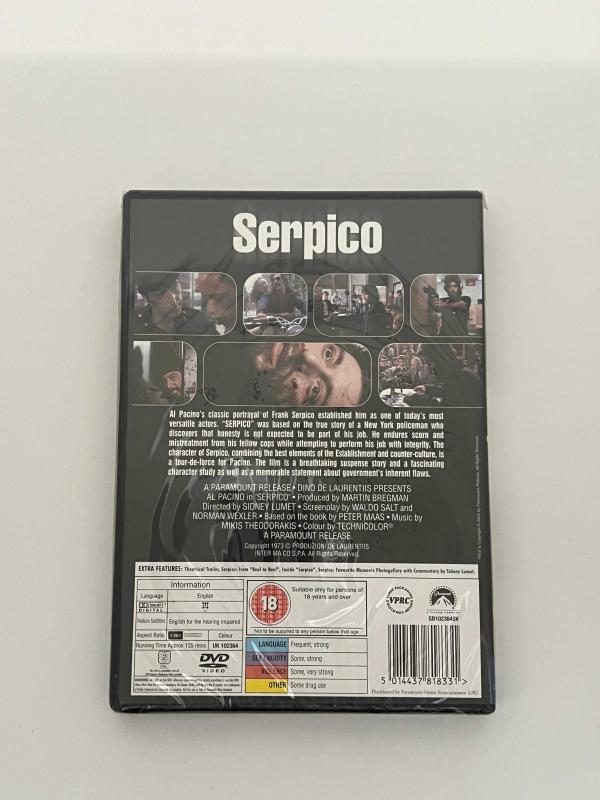 Serpico
Al Pacino's classic portrayal of Frank Serpico established him as one of today's most
versatile actors. "SERPICO" was based on the true story of a New York policeman who
discovers that honesty is not expected to be part of his job. He endures scorn and
mistreatment from his fellow cops while attempting to perform his job with integrity. The
character of Serpico, combining the best elements of the Establishment and counter-culture, is
a tour-de-force for Pacino. The film is a breathtaking suspense story and a fascinating
character study as well as a memorable statement about government's inherent flaws.
A PARAMOUNT RELEASE • DINO DE LAURENTIIS PRESENTS
AL PACINO in 'SERPICO' • Produced by MARTIN BREGMAN
Directed by SIDNEY LUMET • Screenplay by WALDO SALT and
NORMAN WEXLER • Based on the book by PETER MAAS • Music by
MIKIS THEODORAKIS • Colour by TECHNICOLOR®
A PARAMOUNT RELEASE
Copyright 1973 © PRODUZIONI DE LAURENTIIS
INTER MA CO S.P.A. All Rights Reserved.
EXTRA FEATURES: Theatrical Trailer, Serpico: from "Real to Reel", Inside "Serpico", Serpico: Favourite Moments Photogallery with Commentary by Sidney Lumet.
Information
Language English
DOLBY DIGITAL
Feature Subtitles English for the hearing impaired
Aspect Ratio Colour
Running Time Approx 125 mins UK 102364
2
DVD
VIDEO
18
Suitable only for persons of
18 years and over
Not to be supplied to any person below that age
LANGUAGE Frequent, strong
SEX / NUDITY Some, strong
VIOLENCE Some, very strong
OTHER Some drug use
VPRC
Paramount
GB102364SV
5 014437 818331 >
Distributed by Paramount Home Entertainment (UK)